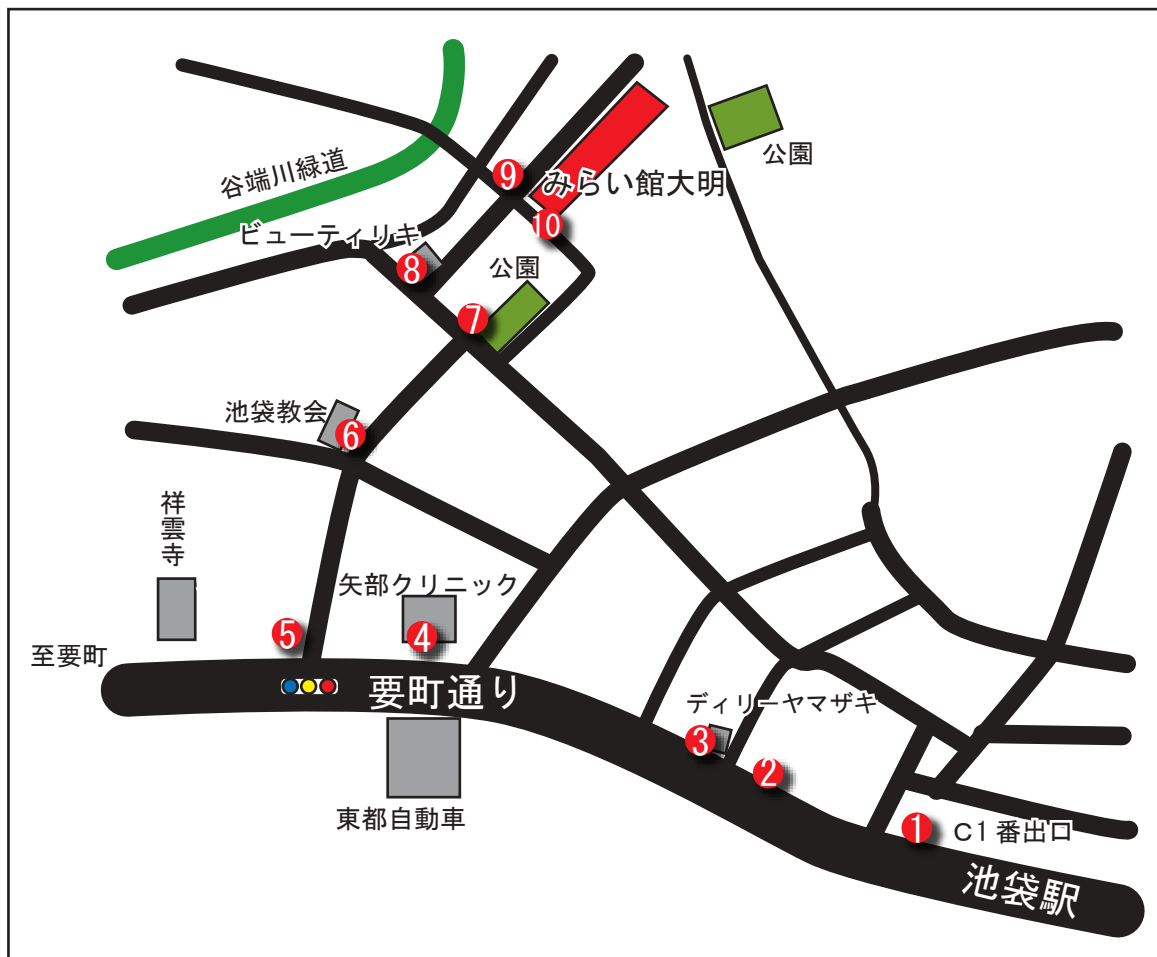 谷端川緑道
公園
⑨
みらい館大明
⑩
ビューティリキ
⑧
公園
⑦
池袋教会
⑥
祥雲寺
矢部クリニック
⑤
④
至要町
要町通り
ディリーヤマザキ
③
②
東都自動車
①
C1番出口
池袋駅